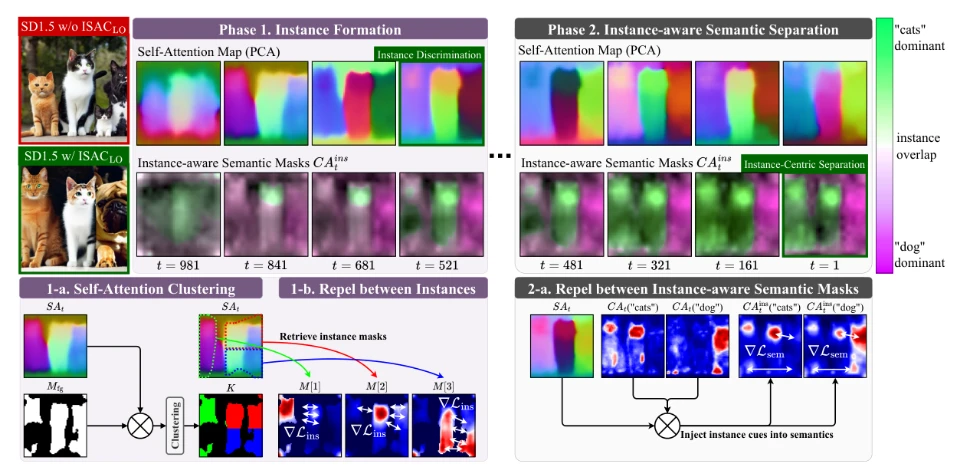 SD1.5 w/o ISAC_LO
SD1.5 w/ ISAC_LO
Phase 1. Instance Formation
Self-Attention Map (PCA)
Instance Discrimination
Instance-aware Semantic Masks CA_t^ins
t = 981
t = 841
t = 681
t = 521
...
Phase 2. Instance-aware Semantic Separation
Self-Attention Map (PCA)
Instance-aware Semantic Masks CA_t^ins
Instance-Centric Separation
t = 481
t = 321
t = 161
t = 1
"cats"
dominant
instance
overlap
"dog"
dominant
1-a. Self-Attention Clustering
SA_t
M_fg
Clustering
SA_t
K
1-b. Repel between Instances
Retrieve instance masks
M[1]
M[2]
M[3]
∇L_ins
∇L_ins
∇L_ins
2-a. Repel between Instance-aware Semantic Masks
SA_t
CA_t("cats")
CA_t("dog")
CA_t^ins("cats")
CA_t^ins("dog")
∇L_sem
∇L_sem
Inject instance cues into semantics